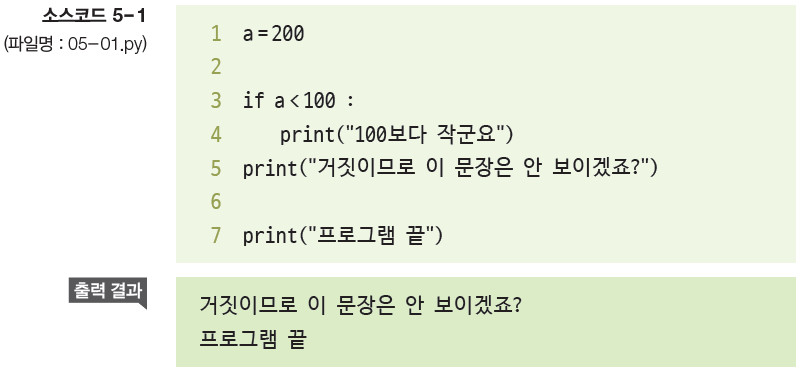 소스코드 5-1
(파일명 : 05-01.py)
1 a=200
2
3 if a<100 :
4     print("100보다 작군요")
5 print("거짓이므로 이 문장은 안 보이겠죠?")
6
7 print("프로그램 끝")
출력 결과
거짓이므로 이 문장은 안 보이겠죠?
프로그램 끝